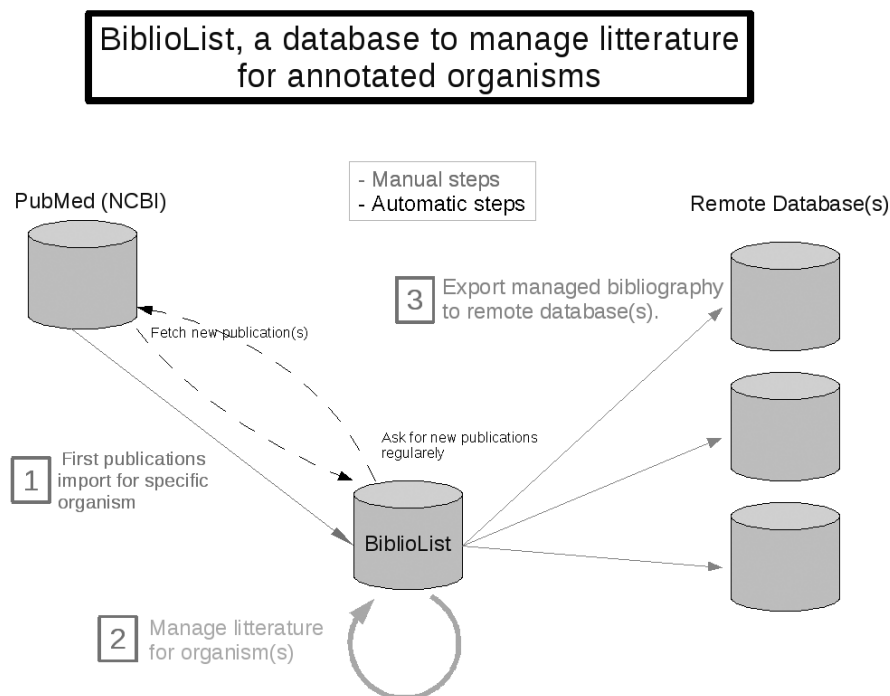 BiblioList, a database to manage litterature
for annotated organisms
- Manual steps
- Automatic steps
PubMed (NCBI)
Remote Database(s)
3 Export managed bibliography
to remote database(s).
Fetch new publication(s)
Ask for new publications
regularely
1 First publications
import for specific
organism
BiblioList
2 Manage litterature
for organism(s)